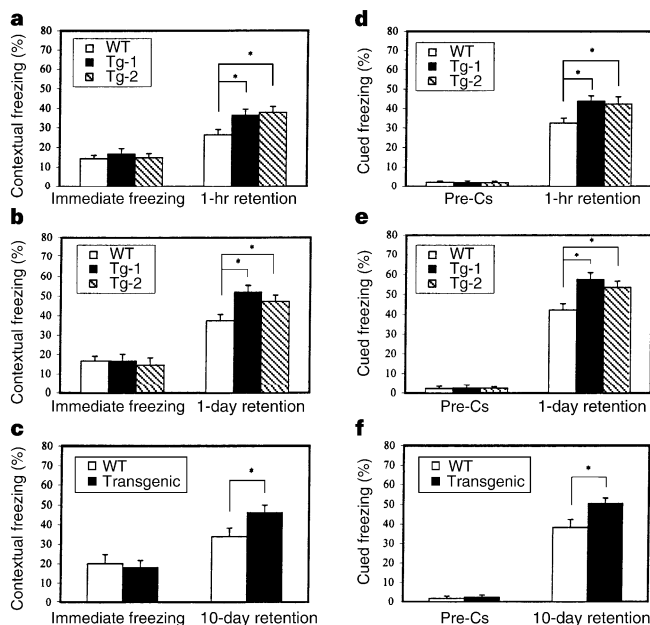 a
Contextual freezing (%)
80
70
60
50
40
30
20
10
0
WT
Tg-1
Tg-2
*
*
Immediate freezing 1-hr retention
d
Cued freezing (%)
80
70
60
50
40
30
20
10
0
WT
Tg-1
Tg-2
*
*
Pre-Cs 1-hr retention
b
Contextual freezing (%)
80
70
60
50
40
30
20
10
0
WT
Tg-1
Tg-2
*
*
Immediate freezing 1-day retention
e
Cued freezing (%)
80
70
60
50
40
30
20
10
0
WT
Tg-1
Tg-2
*
*
Pre-Cs 1-day retention
c
Contextual freezing (%)
80
70
60
50
40
30
20
10
0
WT
Transgenic
*
Immediate freezing 10-day retention
f
Cued freezing (%)
80
70
60
50
40
30
20
10
0
WT
Transgenic
*
Pre-Cs 10-day retention